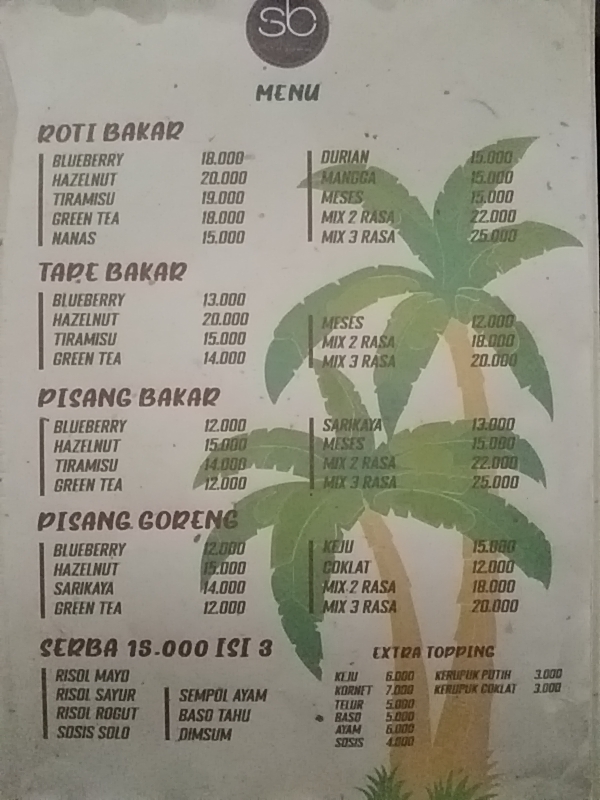 sb
MENU
ROTI BAKAR
BLUEBERRY 18.000
HAZELNUT 20.000
TIRAMISU 19.000
GREEN TEA 18.000
NANAS 15.000
DURIAN 15.000
MANGGA 15.000
MESES 15.000
MIX 2 RASA 22.000
MIX 3 RASA 25.000
TAPE BAKAR
BLUEBERRY 13.000
HAZELNUT 20.000
TIRAMISU 15.000
GREEN TEA 14.000
MESES 12.000
MIX 2 RASA 18.000
MIX 3 RASA 20.000
PISANG BAKAR
BLUEBERRY 12.000
HAZELNUT 15.000
TIRAMISU 14.000
GREEN TEA 12.000
SARIKAYA 13.000
MESES 15.000
MIX 2 RASA 22.000
MIX 3 RASA 25.000
PISANG GORENG
BLUEBERRY 12.000
HAZELNUT 15.000
SARIKAYA 14.000
GREEN TEA 12.000
KEJU 15.000
COKLAT 12.000
MIX 2 RASA 18.000
MIX 3 RASA 20.000
SERBA 15.000 ISI 3
RISOL MAYO
RISOL SAYUR
RISOL ROGUT
SOSIS SOLO
SEMPOL AYAM
BASO TAHU
DIMSUM
EXTRA TOPPING
KEJU 6.000
KORNET 7.000
TELUR 5.000
BASO 5.000
AYAM 6.000
SOSIS 4.000
KERUPUK PUTIH 3.000
KERUPUK COKLAT 3.000